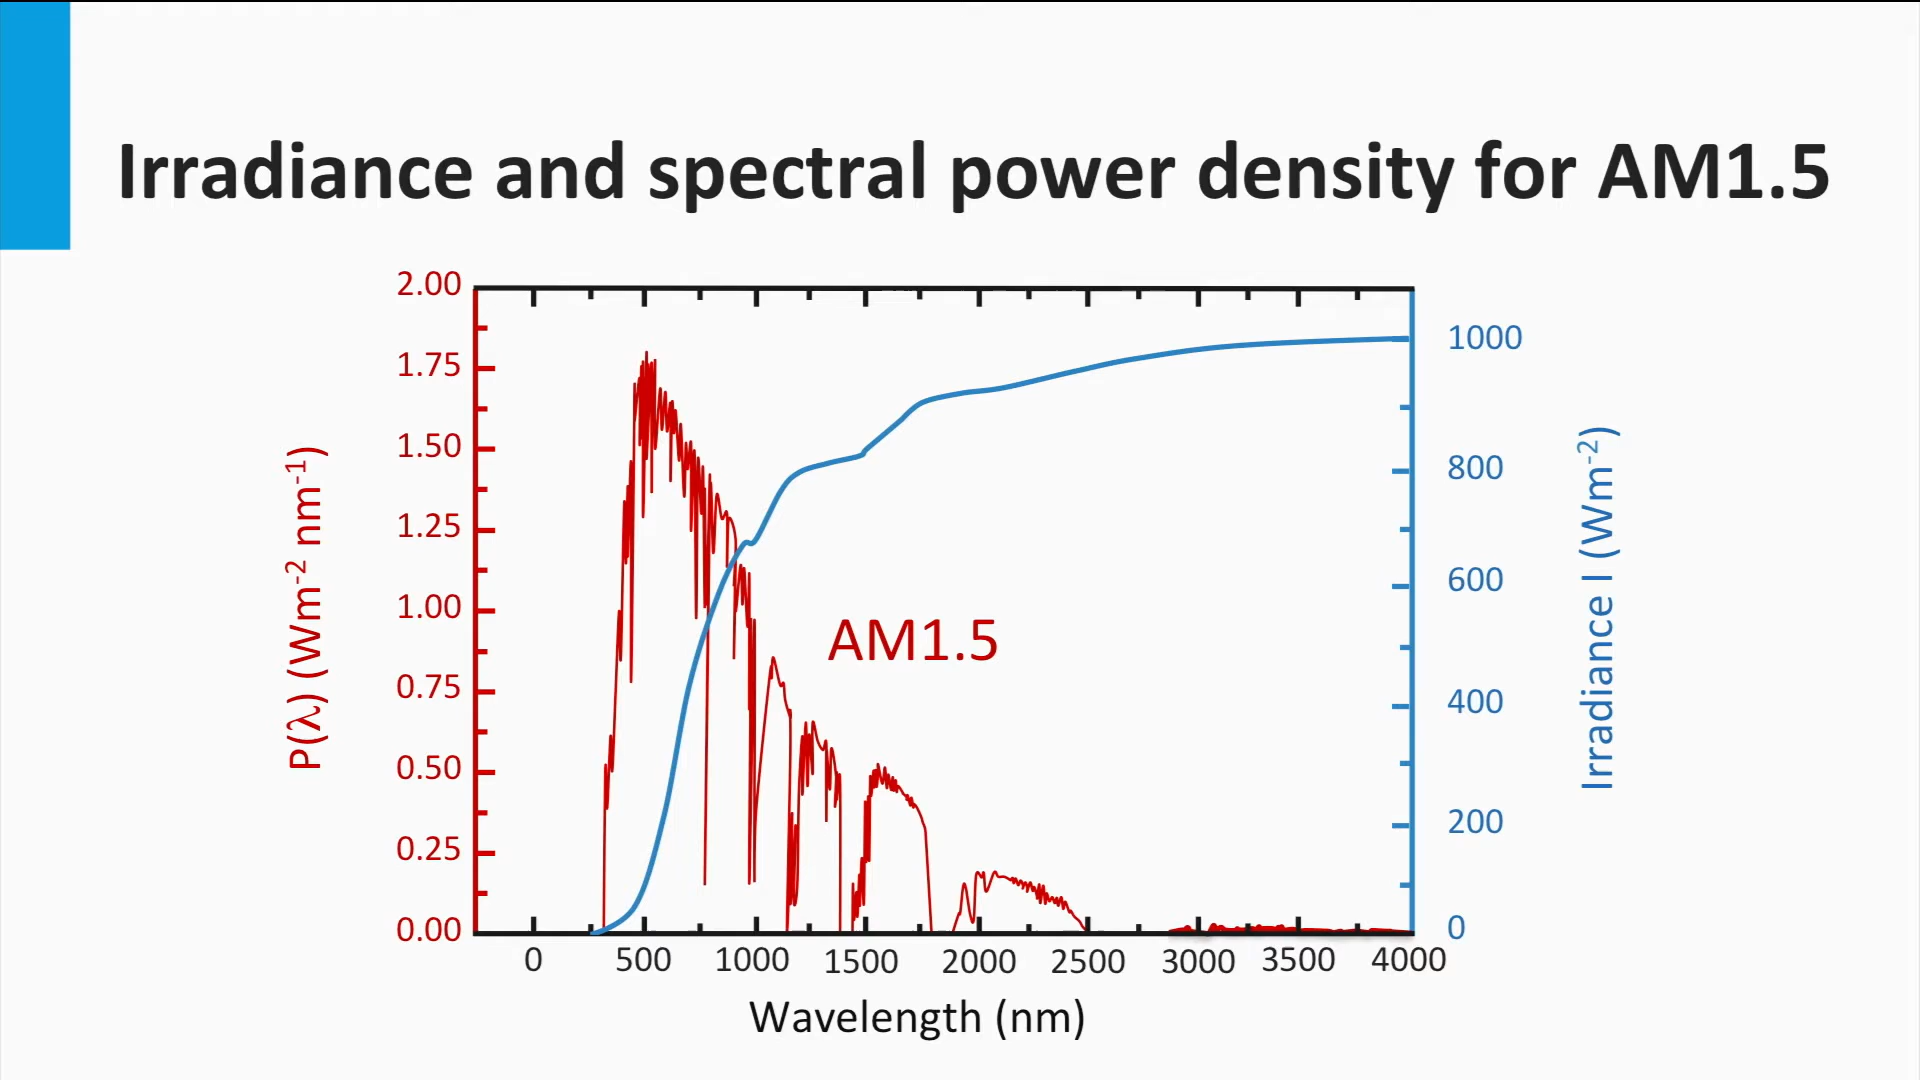 Irradiance and spectral power density for AM1.5
2.00
1.75
1.50
1.25
1.00
0.75
0.50
0.25
0.00
P(λ) (Wm⁻² nm⁻¹)
AM1.5
1000
800
600
400
200
0
Irradiance I (Wm⁻²)
0 500 1000 1500 2000 2500 3000 3500 4000
Wavelength (nm)